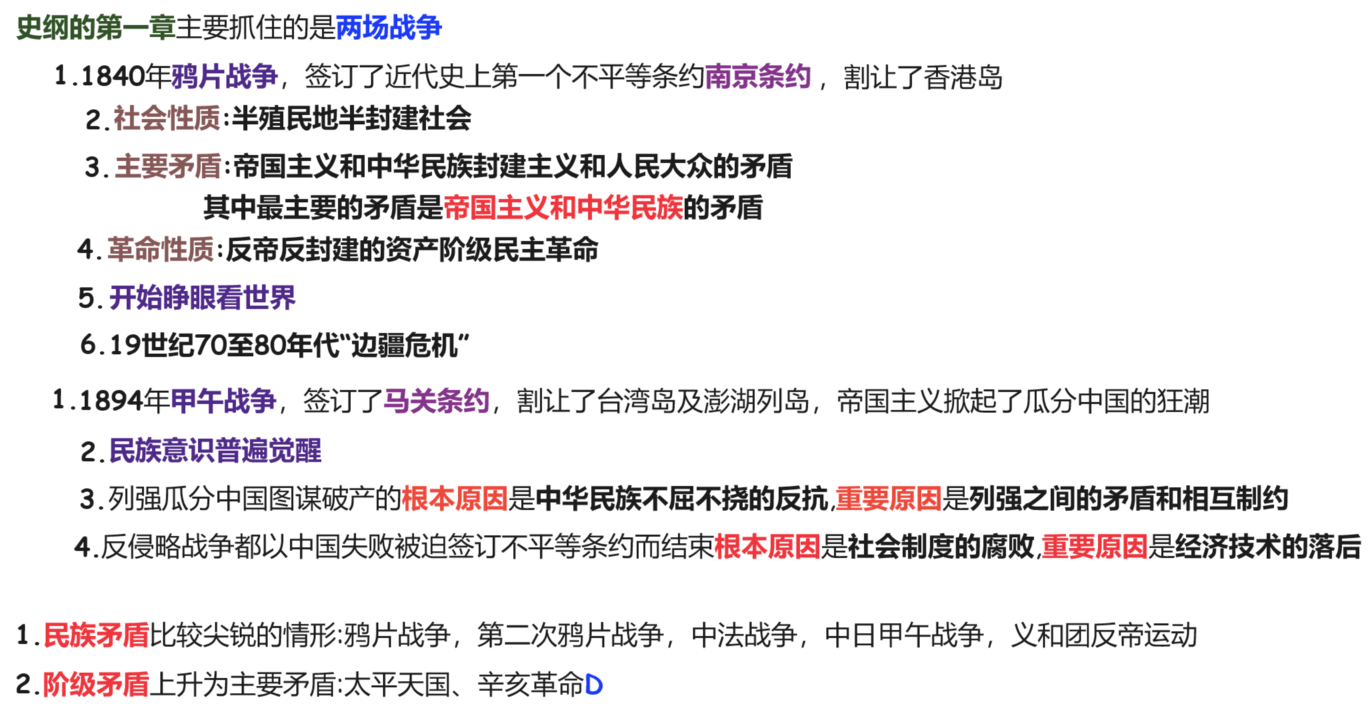 史纲的第一章主要抓住的是两场战争
1.1840年鸦片战争，签订了近代史上第一个不平等条约南京条约，割让了香港岛
2.社会性质:半殖民地半封建社会
3.主要矛盾:帝国主义和中华民族封建主义和人民大众的矛盾
其中最主要的矛盾是帝国主义和中华民族的矛盾
4.革命性质:反帝反封建的资产阶级民主革命
5.开始睁眼看世界
6.19世纪70至80年代“边疆危机”
1.1894年甲午战争，签订了马关条约，割让了台湾岛及澎湖列岛，帝国主义掀起了瓜分中国的狂潮
2.民族意识普遍觉醒
3.列强瓜分中国图谋破产的根本原因是中华民族不屈不挠的反抗,重要原因是列强之间的矛盾和相互制约
4.反侵略战争都以中国失败被迫签订不平等条约而结束根本原因是社会制度的腐败,重要原因是经济技术的落后
1.民族矛盾比较尖锐的情形:鸦片战争，第二次鸦片战争，中法战争，中日甲午战争，义和团反帝运动
2.阶级矛盾上升为主要矛盾:太平天国、辛亥革命D